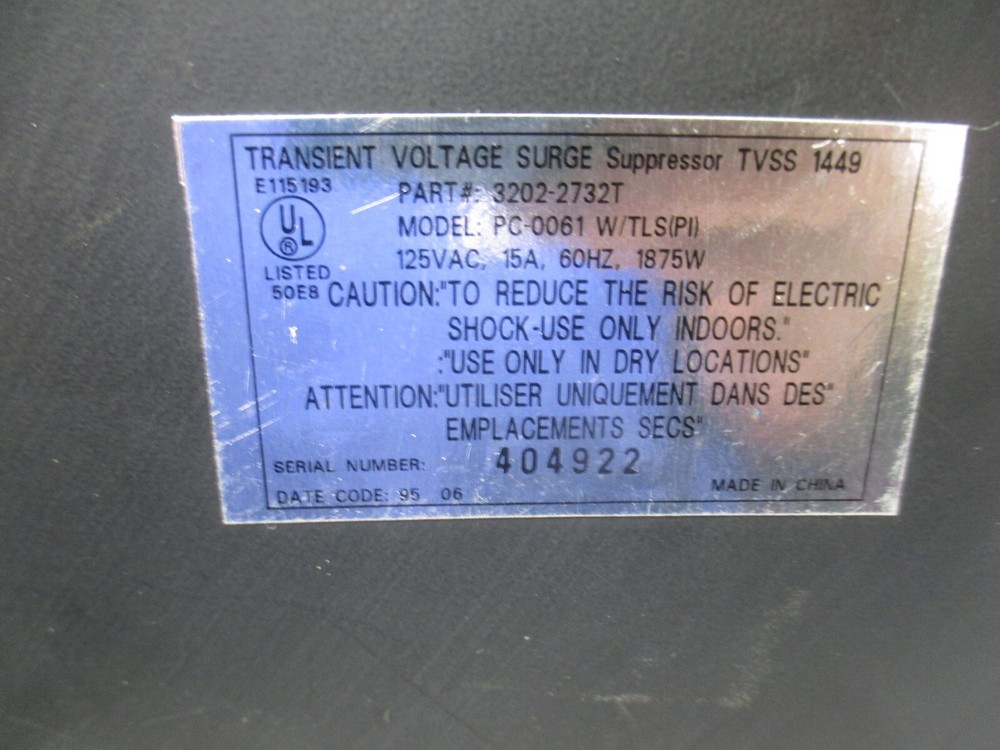 TRANSIENT VOLTAGE SURGE Suppressor TVSS 1449
E115193
PART#: 3202-2732T
UL
®
MODEL: PC-0061 W/TLS(PI)
125VAC, 15A, 60HZ, 1875W
LISTED
50E8
CAUTION:"TO REDUCE THE RISK OF ELECTRIC
SHOCK-USE ONLY INDOORS."
:"USE ONLY IN DRY LOCATIONS"
ATTENTION:"UTILISER UNIQUEMENT DANS DES"
EMPLACEMENTS SECS"
SERIAL NUMBER: 404922
DATE CODE: 95 06
MADE IN CHINA